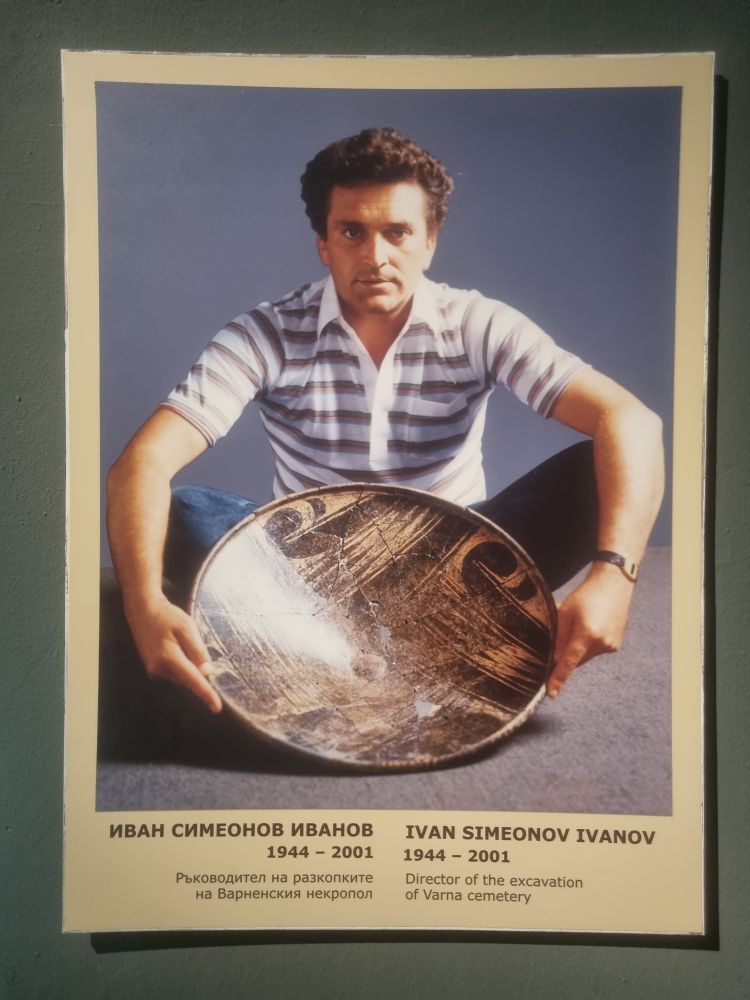 ИВАН СИМЕОНОВ ИВАНОВ
1944 – 2001
Ръководител на разкопките
на Варненския некропол
IVAN SIMEONOV IVANOV
1944 – 2001
Director of the excavation
of Varna cemetery